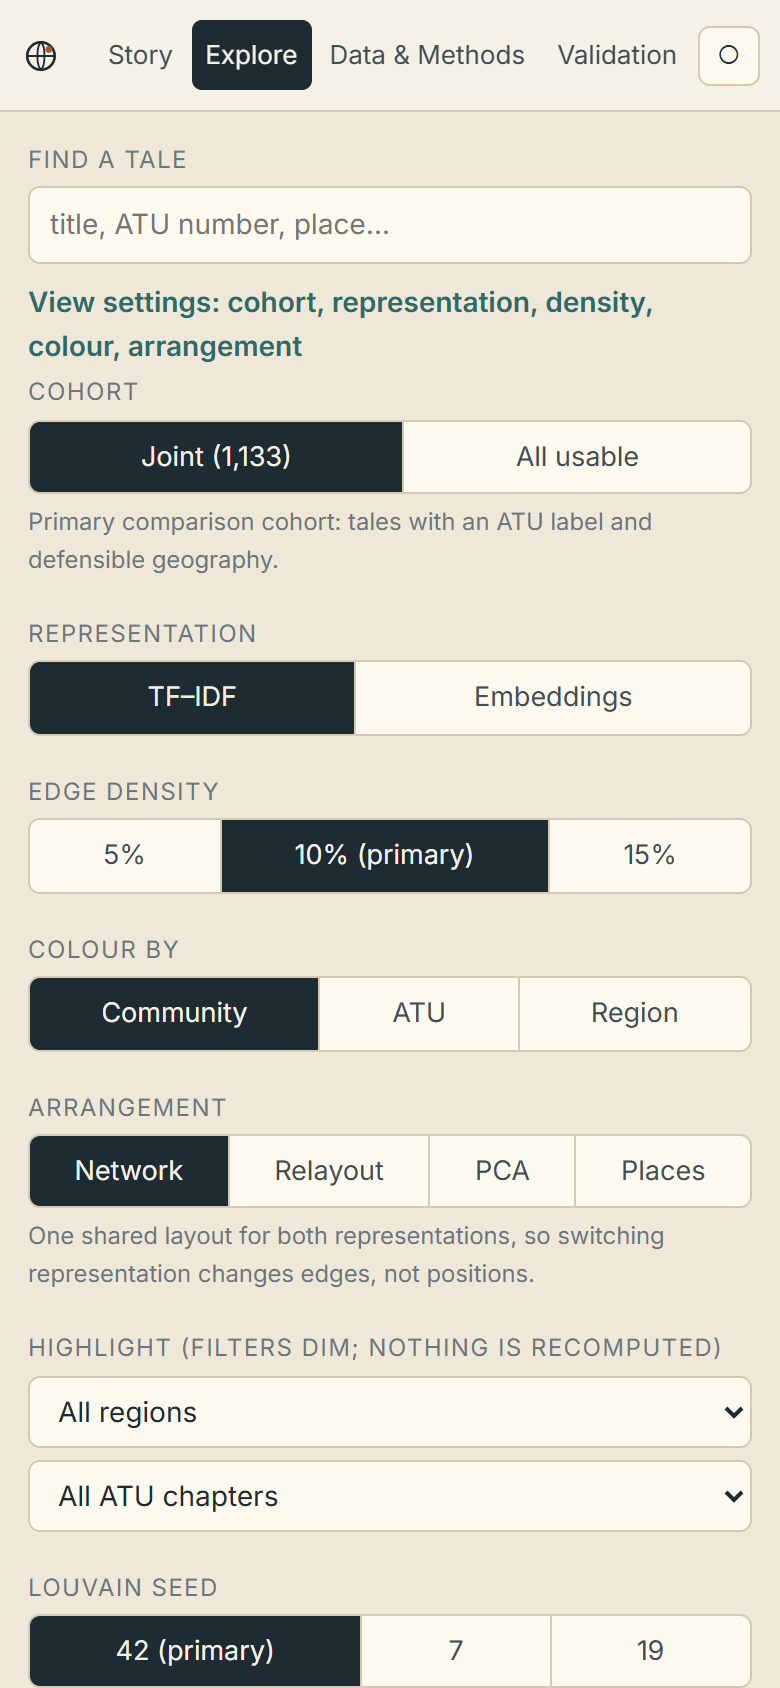 Story Explore Data & Methods Validation
FIND A TALE
title, ATU number, place...
View settings: cohort, representation, density,
colour, arrangement
COHORT
Joint (1,133) All usable
Primary comparison cohort: tales with an ATU label and
defensible geography.
REPRESENTATION
TF–IDF Embeddings
EDGE DENSITY
5% 10% (primary) 15%
COLOUR BY
Community ATU Region
ARRANGEMENT
Network Relayout PCA Places
One shared layout for both representations, so switching
representation changes edges, not positions.
HIGHLIGHT (FILTERS DIM; NOTHING IS RECOMPUTED)
All regions
All ATU chapters
LOUVAIN SEED
42 (primary) 7 19